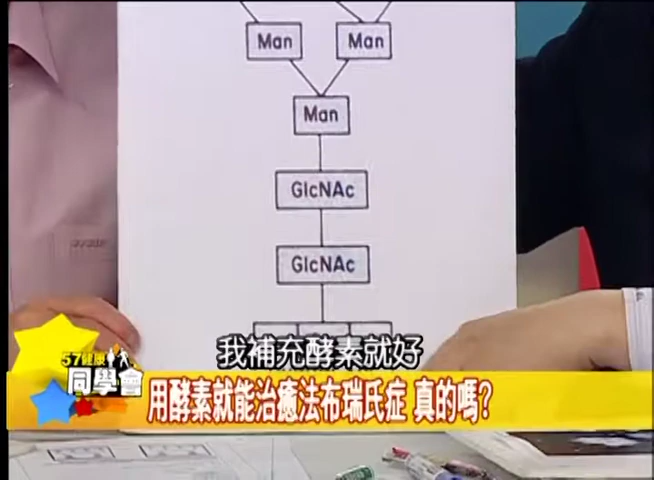 Man Man
Man
GlcNAc
GlcNAc
我補充酵素就好
57健康
同學會
用酵素就能治癒法布瑞氏症 真的嗎?